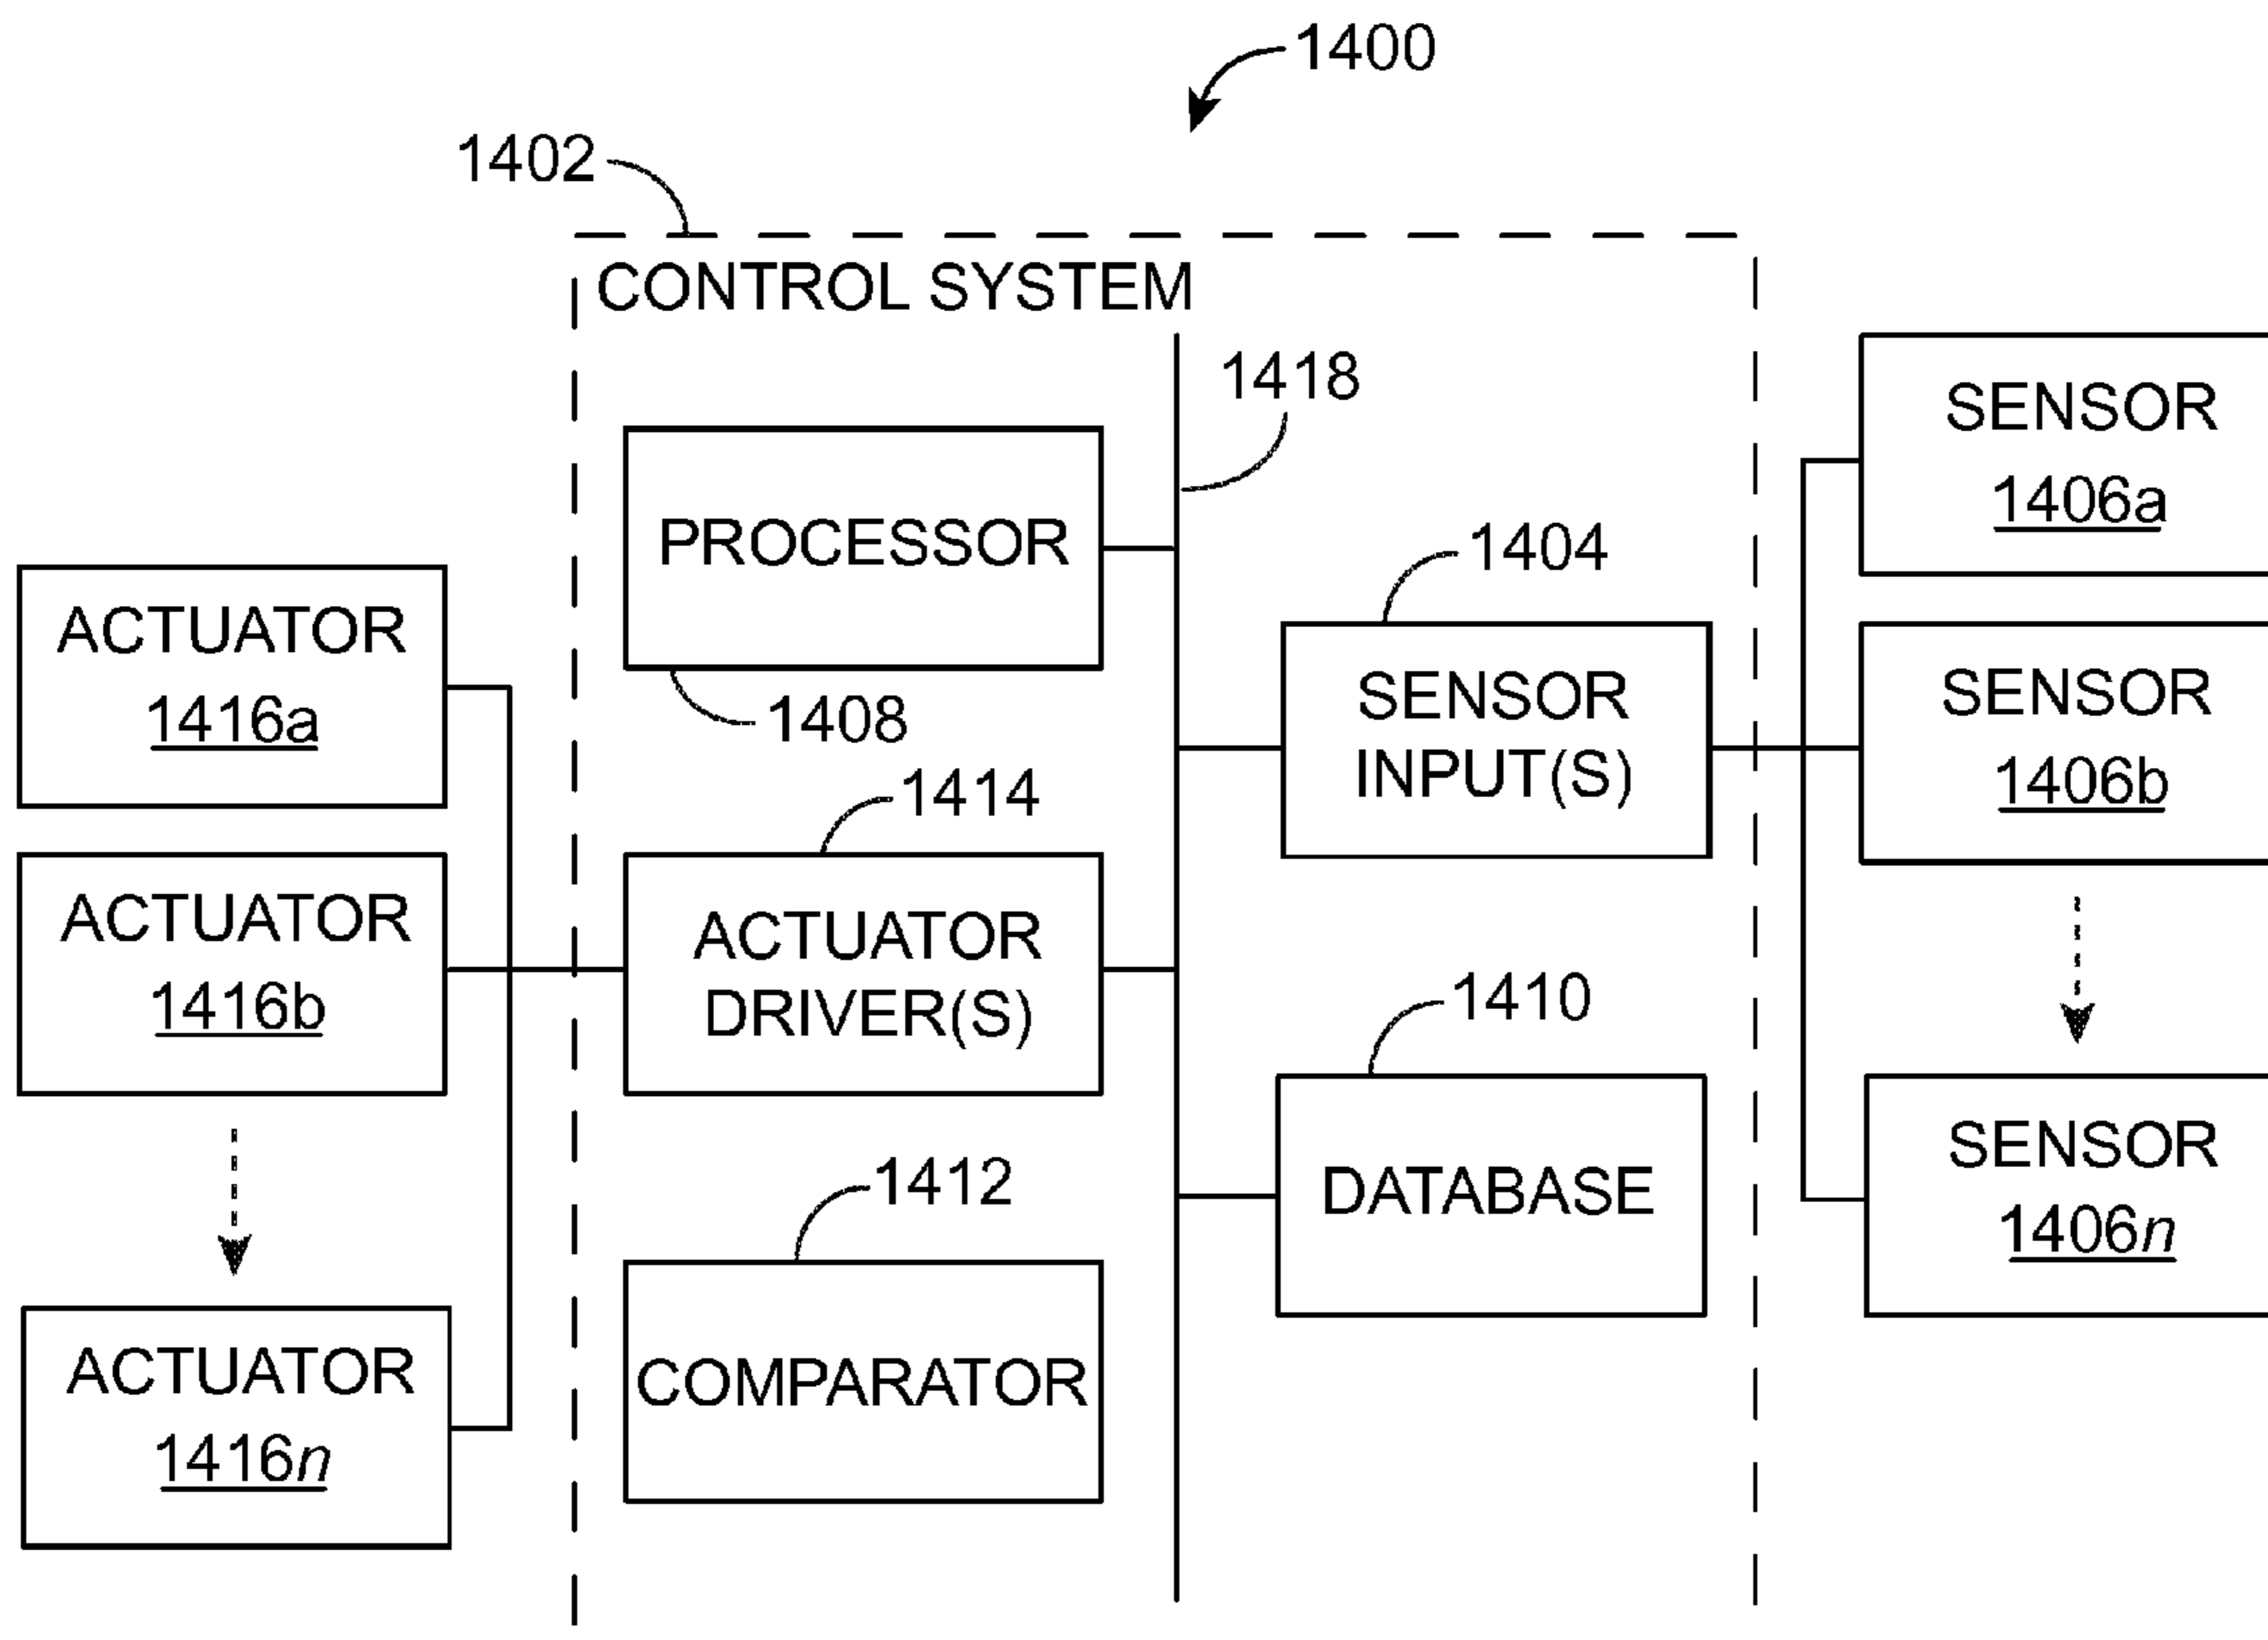 1400
1402
CONTROL SYSTEM
1418
SENSOR
1406a
PROCESSOR
1404
ACTUATOR
1416a
1408
SENSOR
INPUT(S)
SENSOR
1406b
1414
ACTUATOR
1416b
ACTUATOR
DRIVER(S)
1410
1412
DATABASE
SENSOR
1406n
COMPARATOR
ACTUATOR
1416n